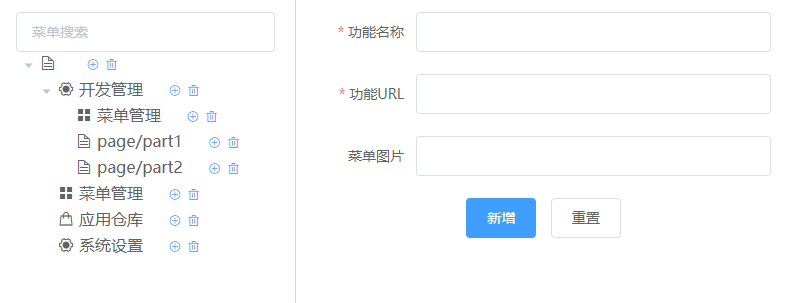 菜单搜索
开发管理
菜单管理
page/part1
page/part2
菜单管理
应用仓库
系统设置
* 功能名称
* 功能URL
菜单图片
新增 重置